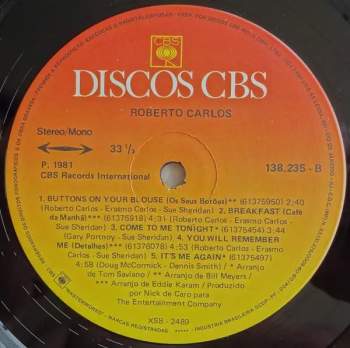 CBS
DISCOS CBS
ROBERTO CARLOS
Stereo/Mono
33 1/3
P. 1981
CBS Records International
138.235 - B
1. BUTTONS ON YOUR BLOUSE (Os Seus Botões)** (61375950) 2:40
(Roberto Carlos - Erasmo Carlos - Sue Sheridan) 2. BREAKFAST (Café
da Manhã)*** (61375918) 4:31 (Roberto Carlos - Erasmo Carlos -
Sue Sheridan) 3. COME TO ME TONIGHT* (61375454) 3:44
(Gary Portnoy - Sue Sheridan) 4. YOU WILL REMEMBER
ME (Detalhes)*** (61376078) 4:53 (Roberto Carlos - Erasmo
Carlos - Sue Sheridan) 5. IT'S ME AGAIN* (61375497)
4:58 (Doug McCormick - Dennis Smith) / * Arranjo
de Tom Saviano / ** Arranjo de Bill Meyers /
*** Arranjo de Eddie Karam / Produzido
por Nick de Caro para
The Entertainment Company
XSB - 2489
MARCAS REGISTRADAS
INDÚSTRIA BRASILEIRA